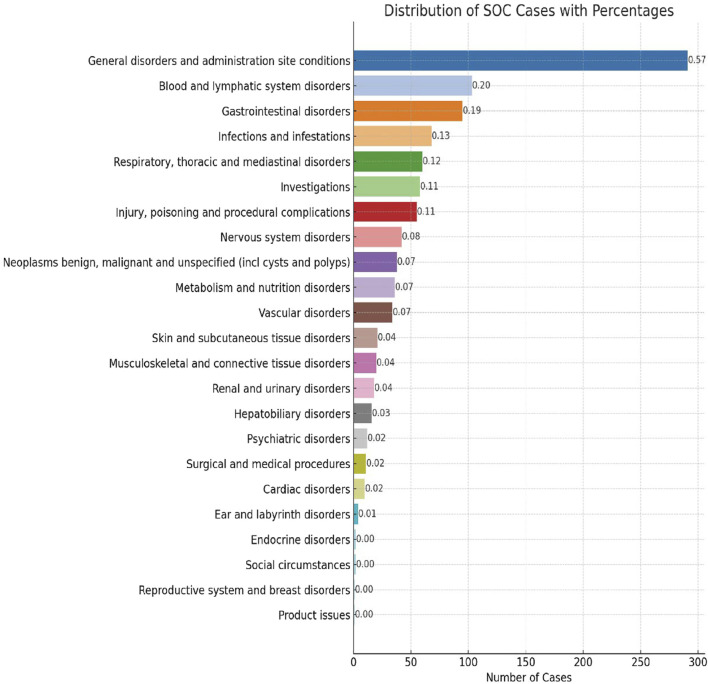 Distribution of SOC Cases with Percentages
General disorders and administration site conditions 0.57
Blood and lymphatic system disorders 0.20
Gastrointestinal disorders 0.19
Infections and infestations 0.13
Respiratory, thoracic and mediastinal disorders 0.12
Investigations 0.11
Injury, poisoning and procedural complications 0.11
Nervous system disorders 0.08
Neoplasms benign, malignant and unspecified (incl cysts and polyps) 0.07
Metabolism and nutrition disorders 0.07
Vascular disorders 0.07
Skin and subcutaneous tissue disorders 0.04
Musculoskeletal and connective tissue disorders 0.04
Renal and urinary disorders 0.04
Hepatobiliary disorders 0.03
Psychiatric disorders 0.02
Surgical and medical procedures 0.02
Cardiac disorders 0.02
Ear and labyrinth disorders 0.01
Endocrine disorders 0.00
Social circumstances 0.00
Reproductive system and breast disorders 0.00
Product issues 0.00
0 50 100 150 200 250 300
Number of Cases